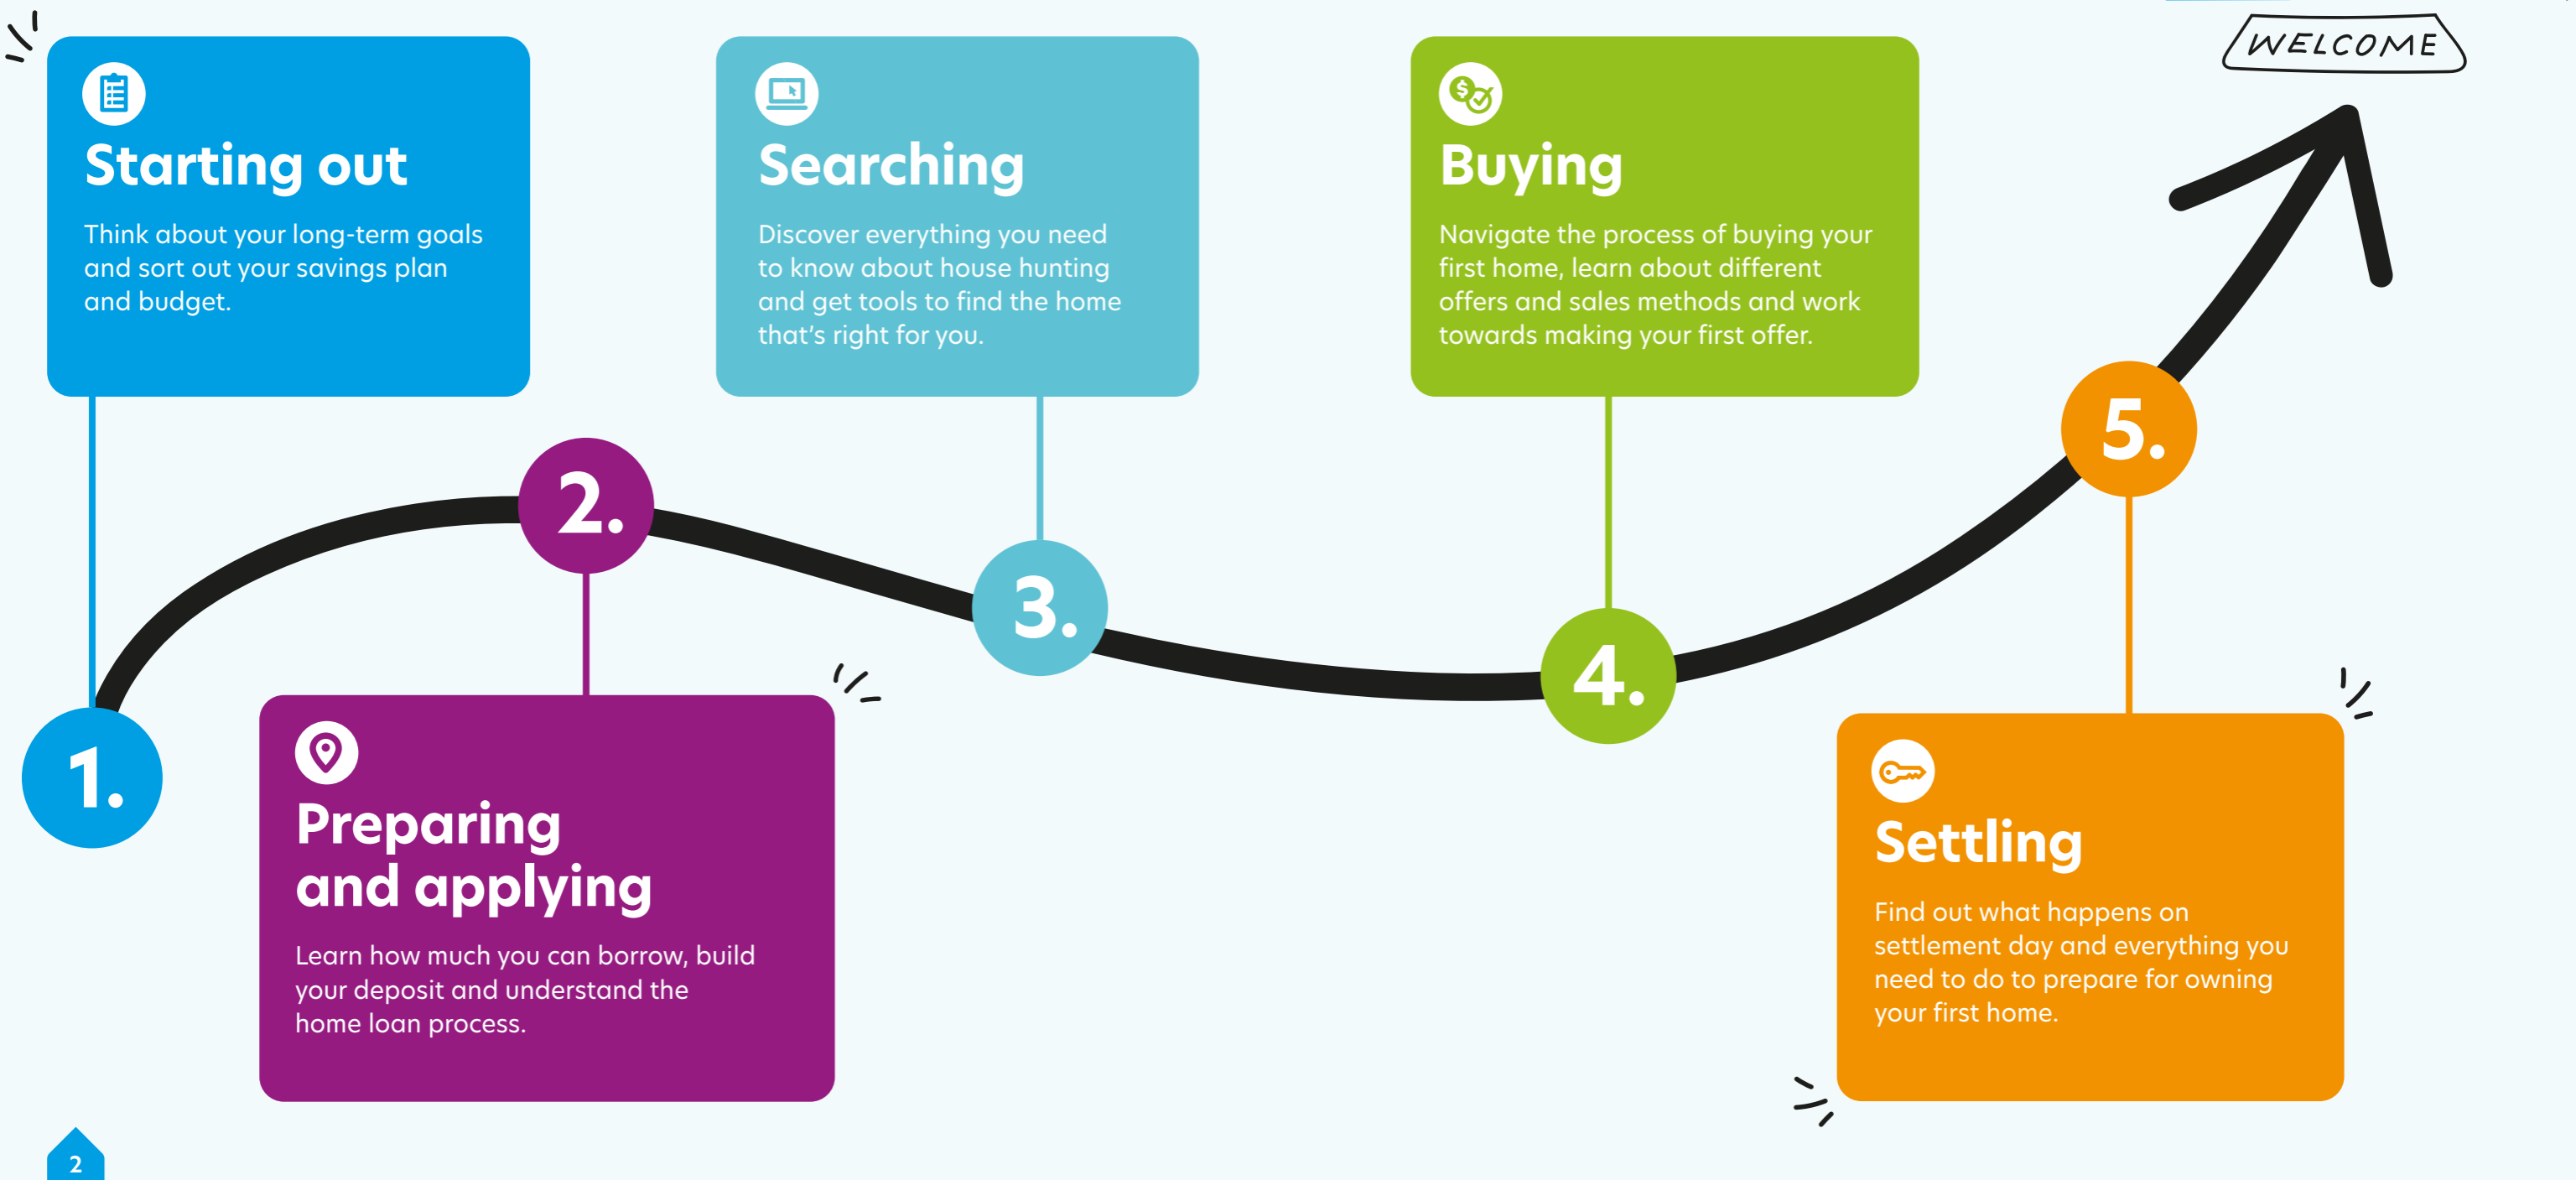 WELCOME
1.
Starting out
Think about your long-term goals
and sort out your savings plan
and budget.
2.
Preparing
and applying
Learn how much you can borrow, build
your deposit and understand the
home loan process.
3.
Searching
Discover everything you need
to know about house hunting
and get tools to find the home
that's right for you.
4.
Buying
Navigate the process of buying your
first home, learn about different
offers and sales methods and work
towards making your first offer.
5.
Settling
Find out what happens on
settlement day and everything you
need to do to prepare for owning
your first home.
2